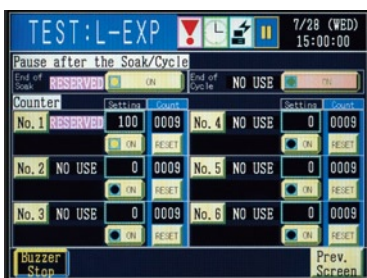 TEST:L-EXP 7/28 (WED)
15:00:00
Pause after the Soak/Cycle
End of Soak RESERVED ON End of Cycle NO USE ON
Counter Setting Count Setting Count
No. 1 RESERVED 100 0009 No. 4 NO USE 0 0009
ON RESET ON RESET
No. 2 NO USE 0 0009 No. 5 NO USE 0 0009
ON RESET ON RESET
No. 3 NO USE 0 0009 No. 6 NO USE 0 0009
ON RESET ON RESET
Buzzer Stop Prev. Screen